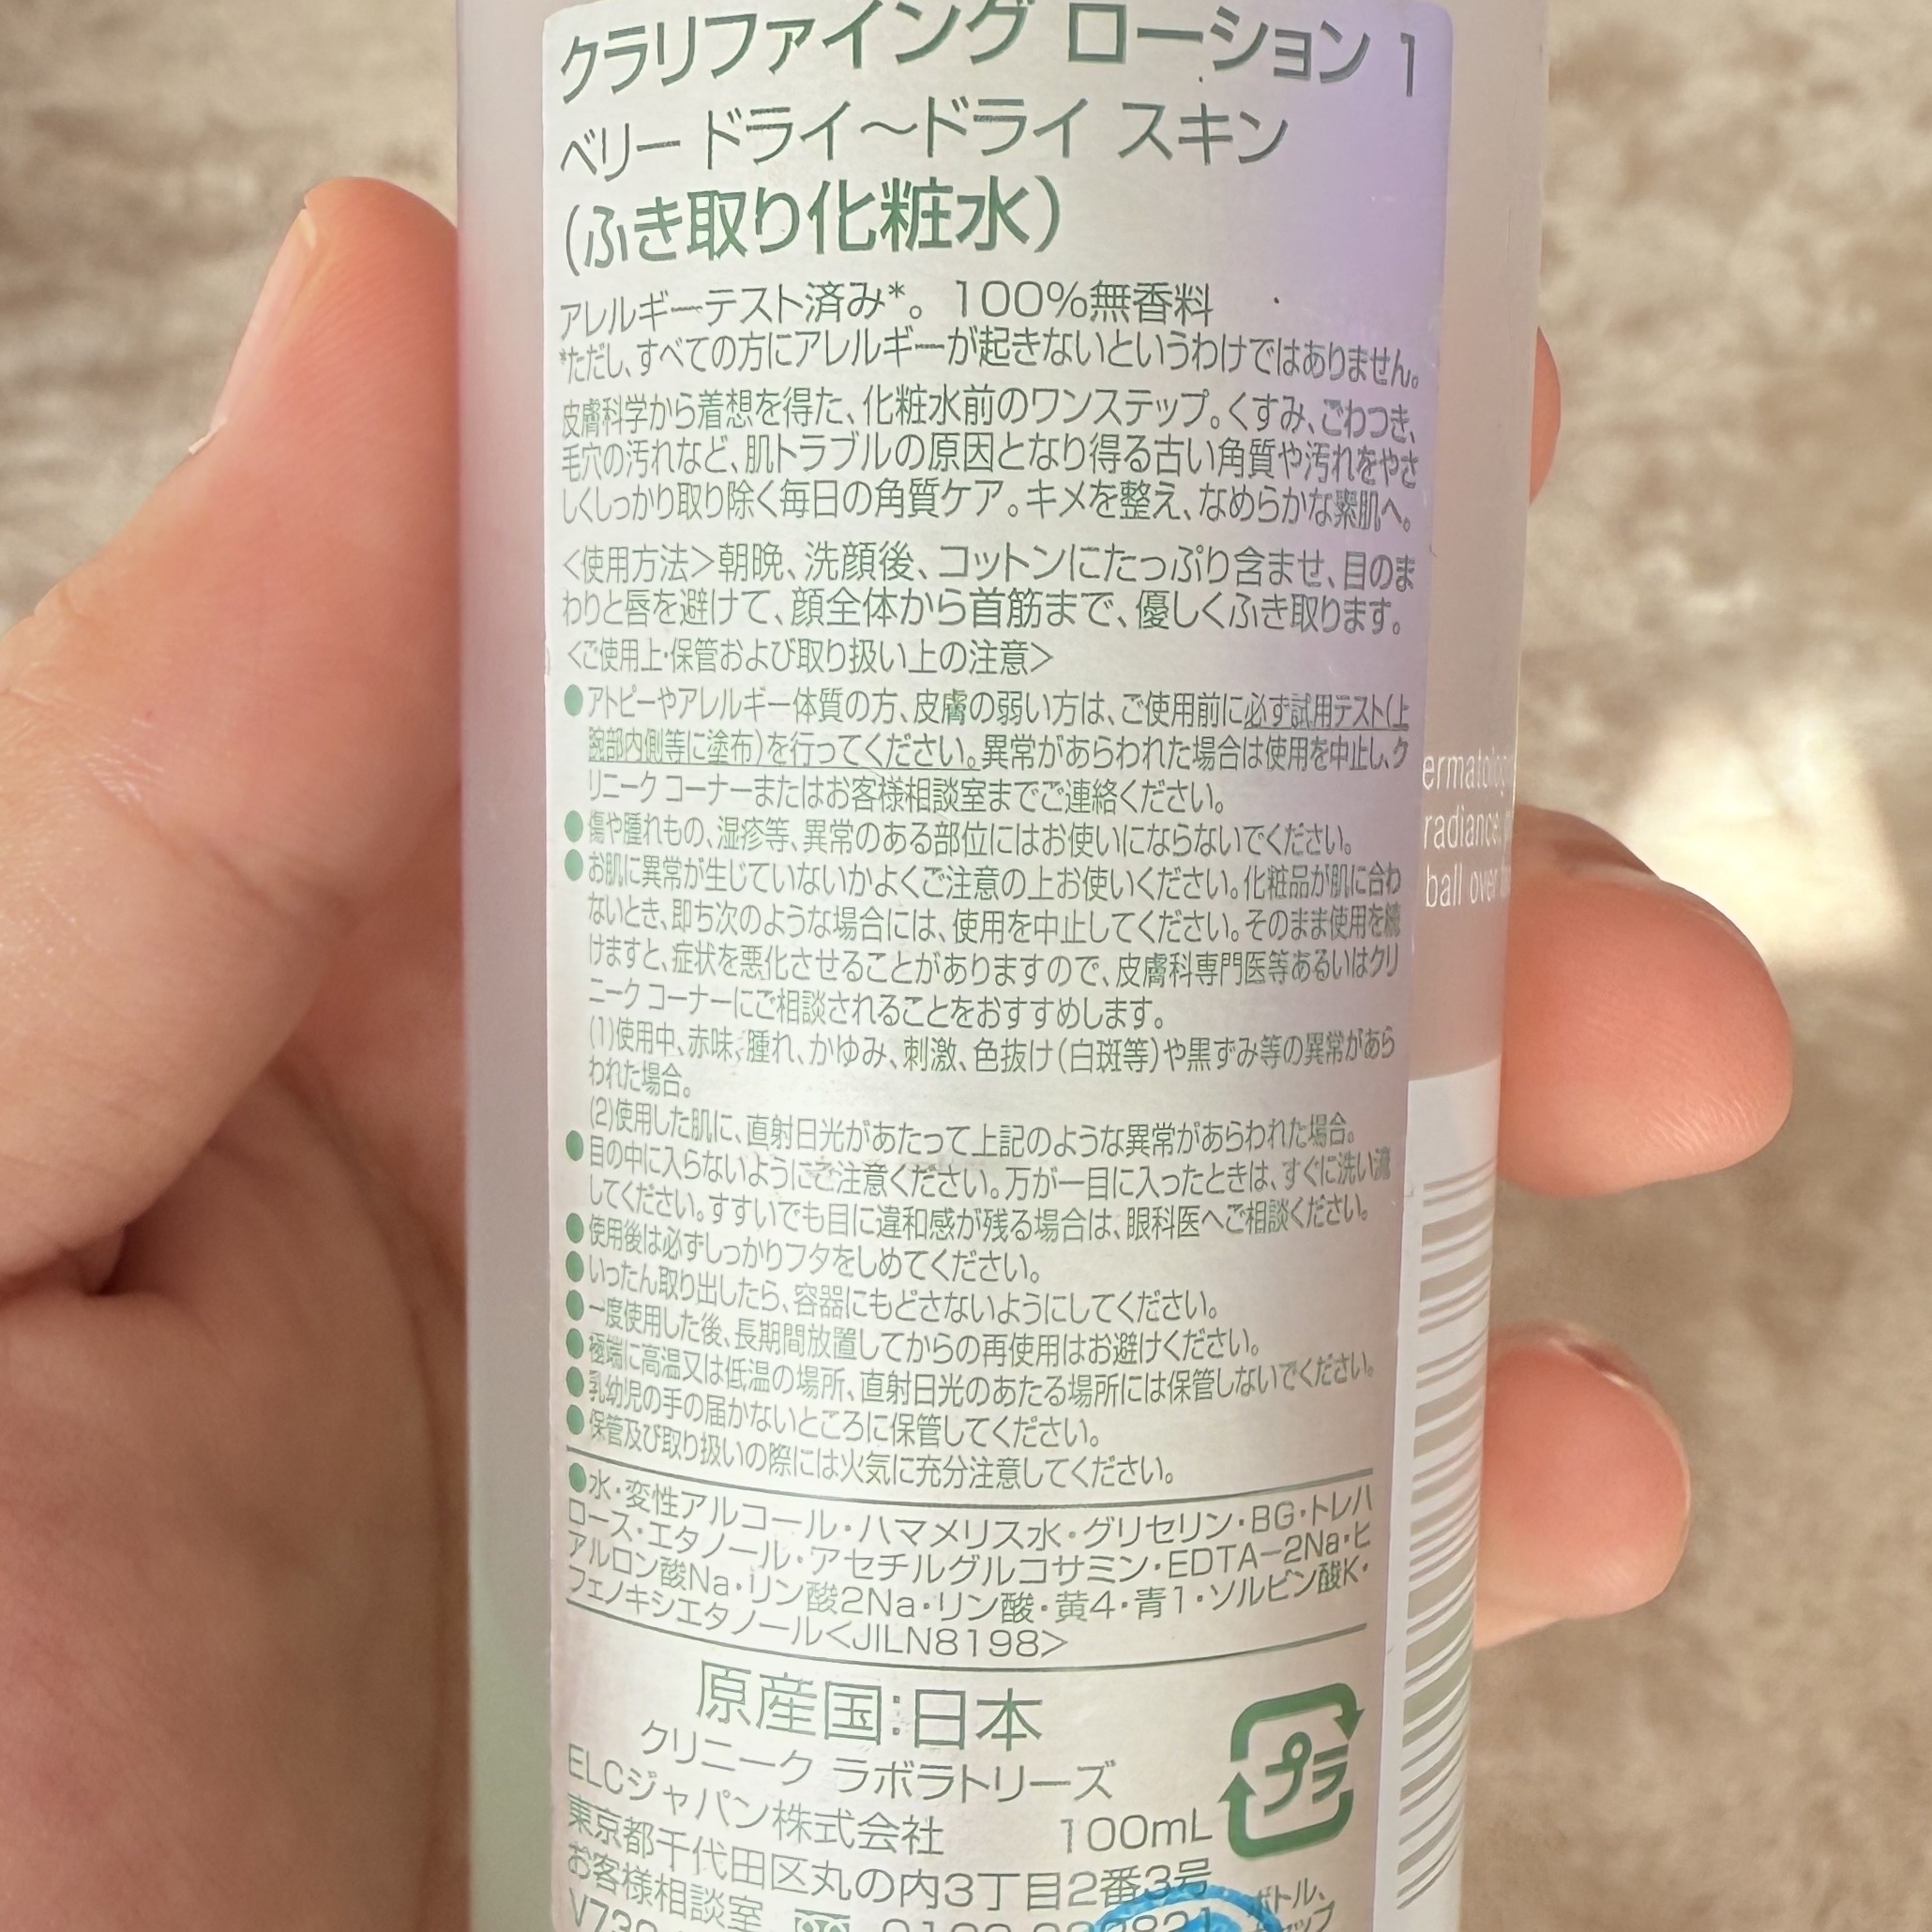 クラリファイング ローション 1
ベリー ドライ～ドライ スキン
(ふき取り化粧水)
アレルギーテスト済み*。100%無香料
*ただし、すべての方にアレルギーが起きないというわけではありません。
皮膚科学から着想を得た、化粧水前のワンステップ。くすみ、ごわつき、
毛穴の汚れなど、肌トラブルの原因となり得る古い角質や汚れをやさ
しくしっかり取り除く毎日の角質ケア。キメを整え、なめらかな素肌へ。
<使用方法>朝晩、洗顔後、コットンにたっぷり含ませ、目のま
わりと唇を避けて、顔全体から首筋まで、優しくふき取ります。
<ご使用上・保管および取り扱い上の注意>
●アトピーやアレルギー体質の方、皮膚の弱い方は、ご使用前に必ず試用テスト(上
腕部内側等に塗布)を行ってください。異常があらわれた場合は使用を中止し、ク
リニーク コーナーまたはお客様相談室までご連絡ください。
●傷や腫れもの、湿疹等、異常のある部位にはお使いにならないでください。
●お肌に異常が生じていないかよくご注意の上お使いください。化粧品が肌に合わ
ないとき、即ち次のような場合には、使用を中止してください。そのまま使用を続
けますと、症状を悪化させることがありますので、皮膚科専門医等あるいはクリ
ニーク コーナーにご相談されることをおすすめします。
(1)使用中、赤味、腫れ、かゆみ、刺激、色抜け(白斑等)や黒ずみ等の異常があら
われた場合。
(2)使用した肌に、直射日光があたって上記のような異常があらわれた場合。
●目の中に入らないようにご注意ください。万が一目に入ったときは、すぐに洗い流
してください。すすいでも目に違和感が残る場合は、眼科医へご相談ください。
●使用後は必ずしっかりフタをしめてください。
●いったん取り出したら、容器にもどさないようにしてください。
●一度使用した後、長期間放置してからの再使用はお避けください。
●極端に高温又は低温の場所、直射日光のあたる場所には保管しないでください。
●乳幼児の手の届かないところに保管してください。
●保管及び取り扱いの際には火気に充分注意してください。
●水・変性アルコール・ハマメリス水・グリセリン・BG・トレハ
ロース・エタノール・アセチルグルコサミン・EDTA－2Na・ヒ
アルロン酸Na・リン酸2Na・リン酸・黄4・青1・ソルビン酸K・
フェノキシエタノール<JILN8198>
原産国：日本
クリニーク ラボラトリーズ
ELCジャパン株式会社 100mL
プラ
東京都千代田区丸の内3丁目2番3号
お客様相談室
ボトル、
radiance
ball over